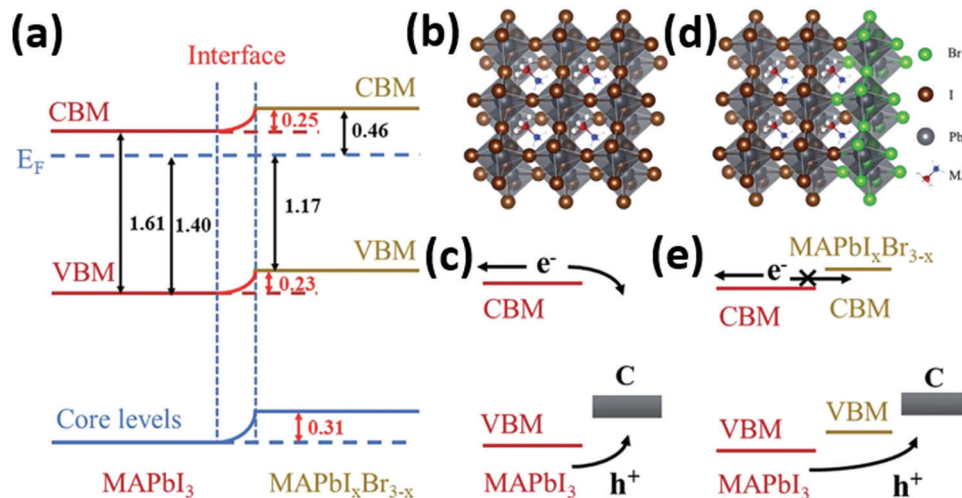 (a)
Interface
CBM
CBM
0.25
0.46
E_F
1.61
1.40
1.17
VBM
VBM
0.23
Core levels
0.31
MAPbI₃
MAPbIₓBr₃₋ₓ
(b)
(d)
Br
I
Pb
(c)
e⁻
CBM
C
VBM
MAPbI₃
h⁺
(e)
MAPbIₓBr₃₋ₓ
e⁻
CBM
CBM
C
VBM
VBM
MAPbI₃
h⁺